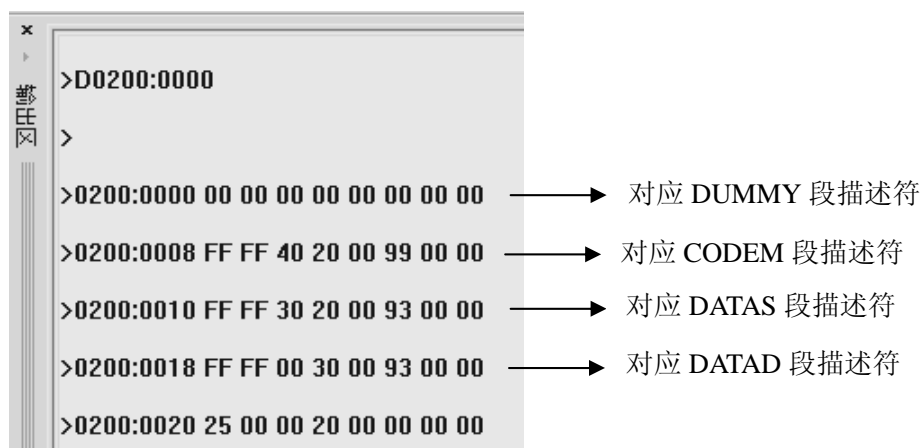 ×
输出区
>D0200:0000
>
>0200:0000 00 00 00 00 00 00 00 00 对应 DUMMY 段描述符
>0200:0008 FF FF 40 20 00 99 00 00 对应 CODEM 段描述符
>0200:0010 FF FF 30 20 00 93 00 00 对应 DATAS 段描述符
>0200:0018 FF FF 00 30 00 93 00 00 对应 DATAD 段描述符
>0200:0020 25 00 00 20 00 00 00 00